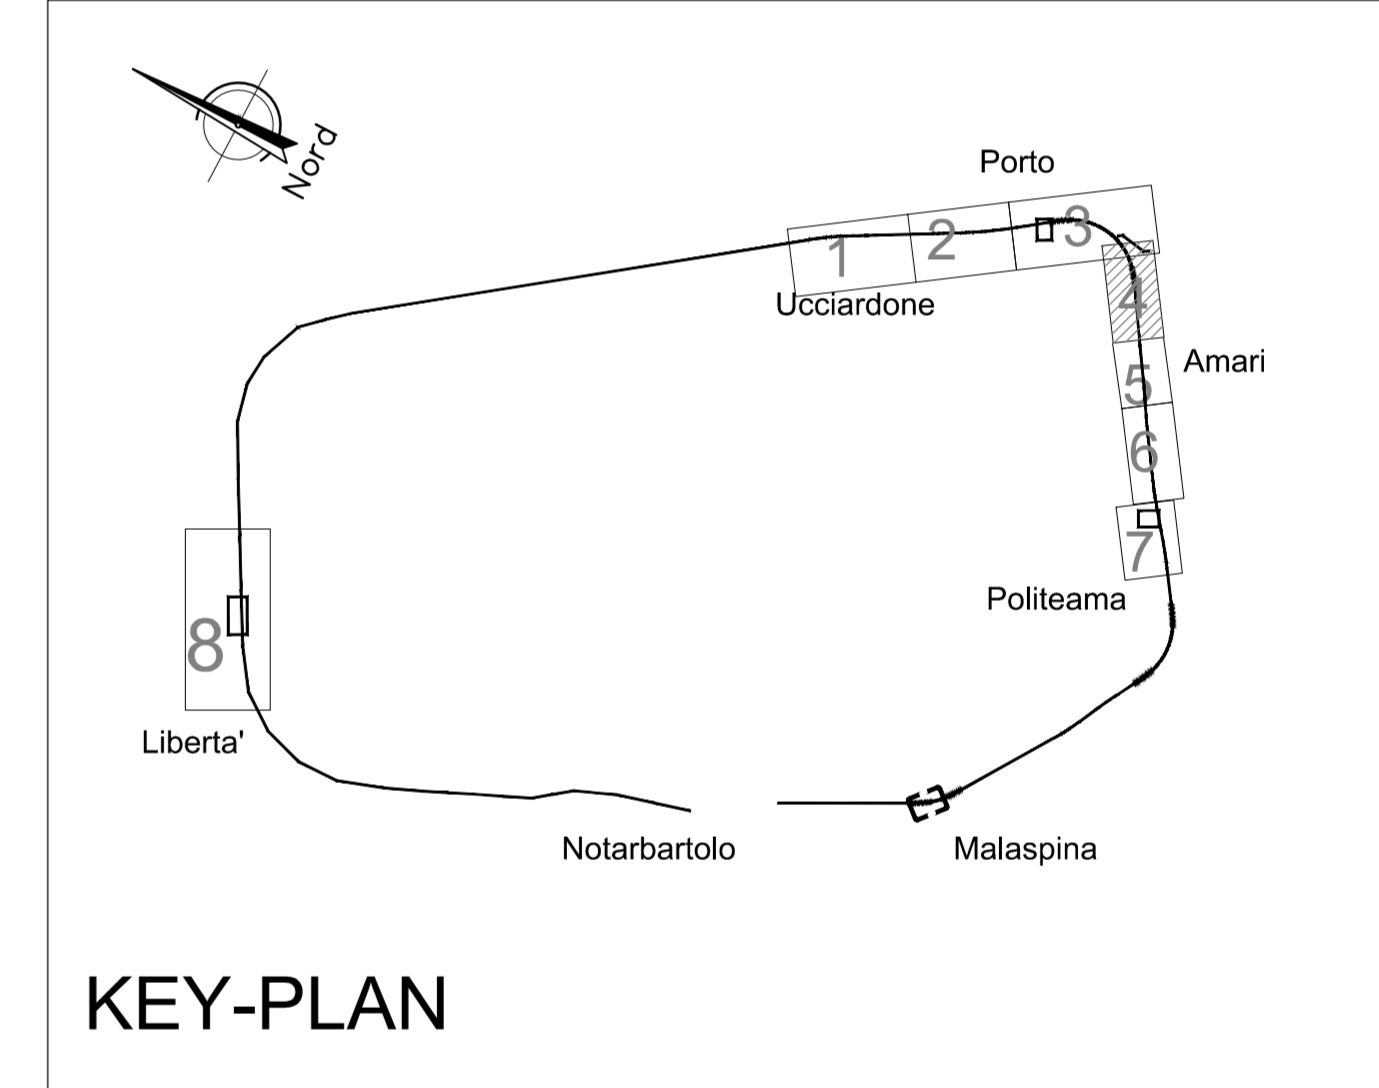 Nord
Porto
1
2
3
Ucciardone
4
Amari
5
6
7
Politeama
8
Liberta'
Notarbartolo
Malaspina
KEY-PLAN